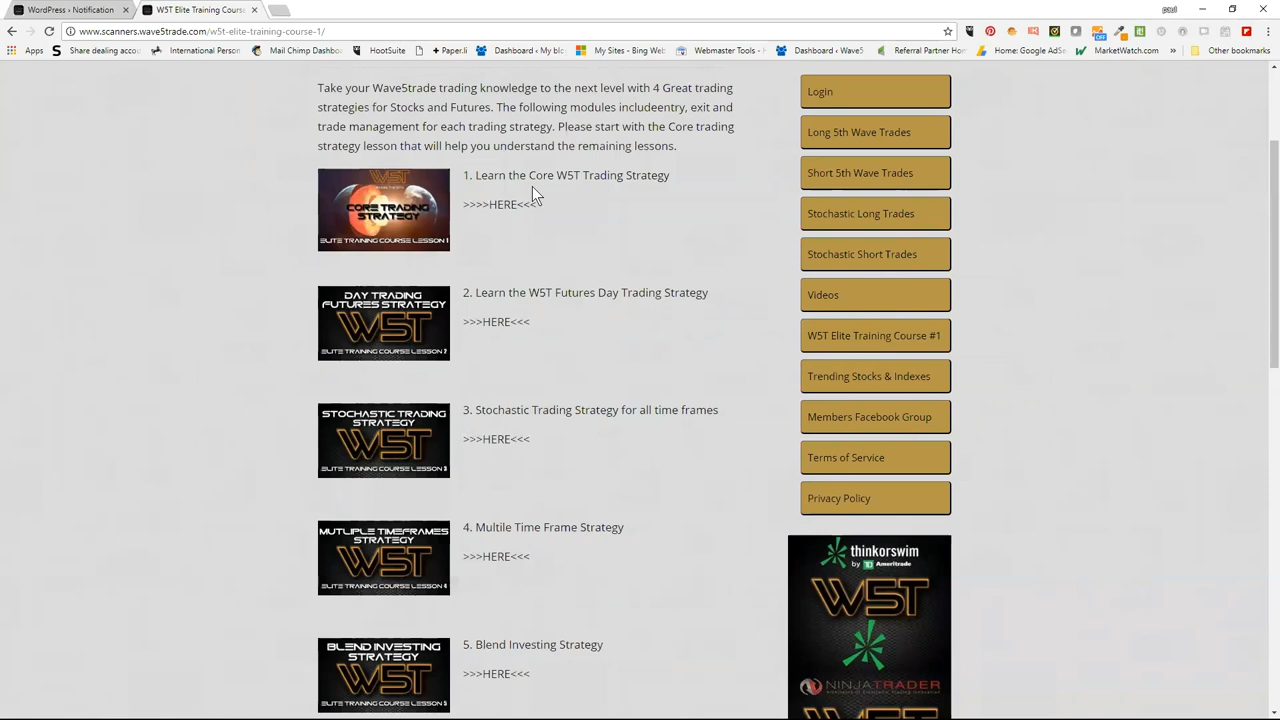 WordPress › Notification
W5T Elite Training Course
paul
www.scanners.wave5trade.com/w5t-elite-training-course-1/
Apps
Share dealing account
International Person
Mail Chimp Dashbo
HootSuite
+ Paper.li
Dashboard ‹ My blog
My Sites - Bing Web
Webmaster Tools -
Dashboard ‹ Wave5
Referral Partner Hom
Home: Google AdSe
MarketWatch.com
»
Other bookmarks
OFF
Take your Wave5trade trading knowledge to the next level with 4 Great trading
strategies for Stocks and Futures. The following modules includeentry, exit and
trade management for each trading strategy. Please start with the Core trading
strategy lesson that will help you understand the remaining lessons.
W5T
CORE TRADING
STRATEGY
ELITE TRAINING COURSE LESSON 1
1. Learn the Core W5T Trading Strategy
>>>>HERE<<<
DAY TRADING
FUTURES STRATEGY
W5T
ELITE TRAINING COURSE LESSON 2
2. Learn the W5T Futures Day Trading Strategy
>>>HERE<<<
STOCHASTIC TRADING
STRATEGY
W5T
ELITE TRAINING COURSE LESSON 3
3. Stochastic Trading Strategy for all time frames
>>>HERE<<<
MUTLIPLE TIMEFRAMES
STRATEGY
W5T
ELITE TRAINING COURSE LESSON 4
4. Multile Time Frame Strategy
>>>HERE<<<
BLEND INVESTING
STRATEGY
W5T
ELITE TRAINING COURSE LESSON 5
5. Blend Investing Strategy
>>>HERE<<<
Login
Long 5th Wave Trades
Short 5th Wave Trades
Stochastic Long Trades
Stochastic Short Trades
Videos
W5T Elite Training Course #1
Trending Stocks & Indexes
Members Facebook Group
Terms of Service
Privacy Policy
thinkorswim
by TD Ameritrade
W5T
NINJATRADER
W5T